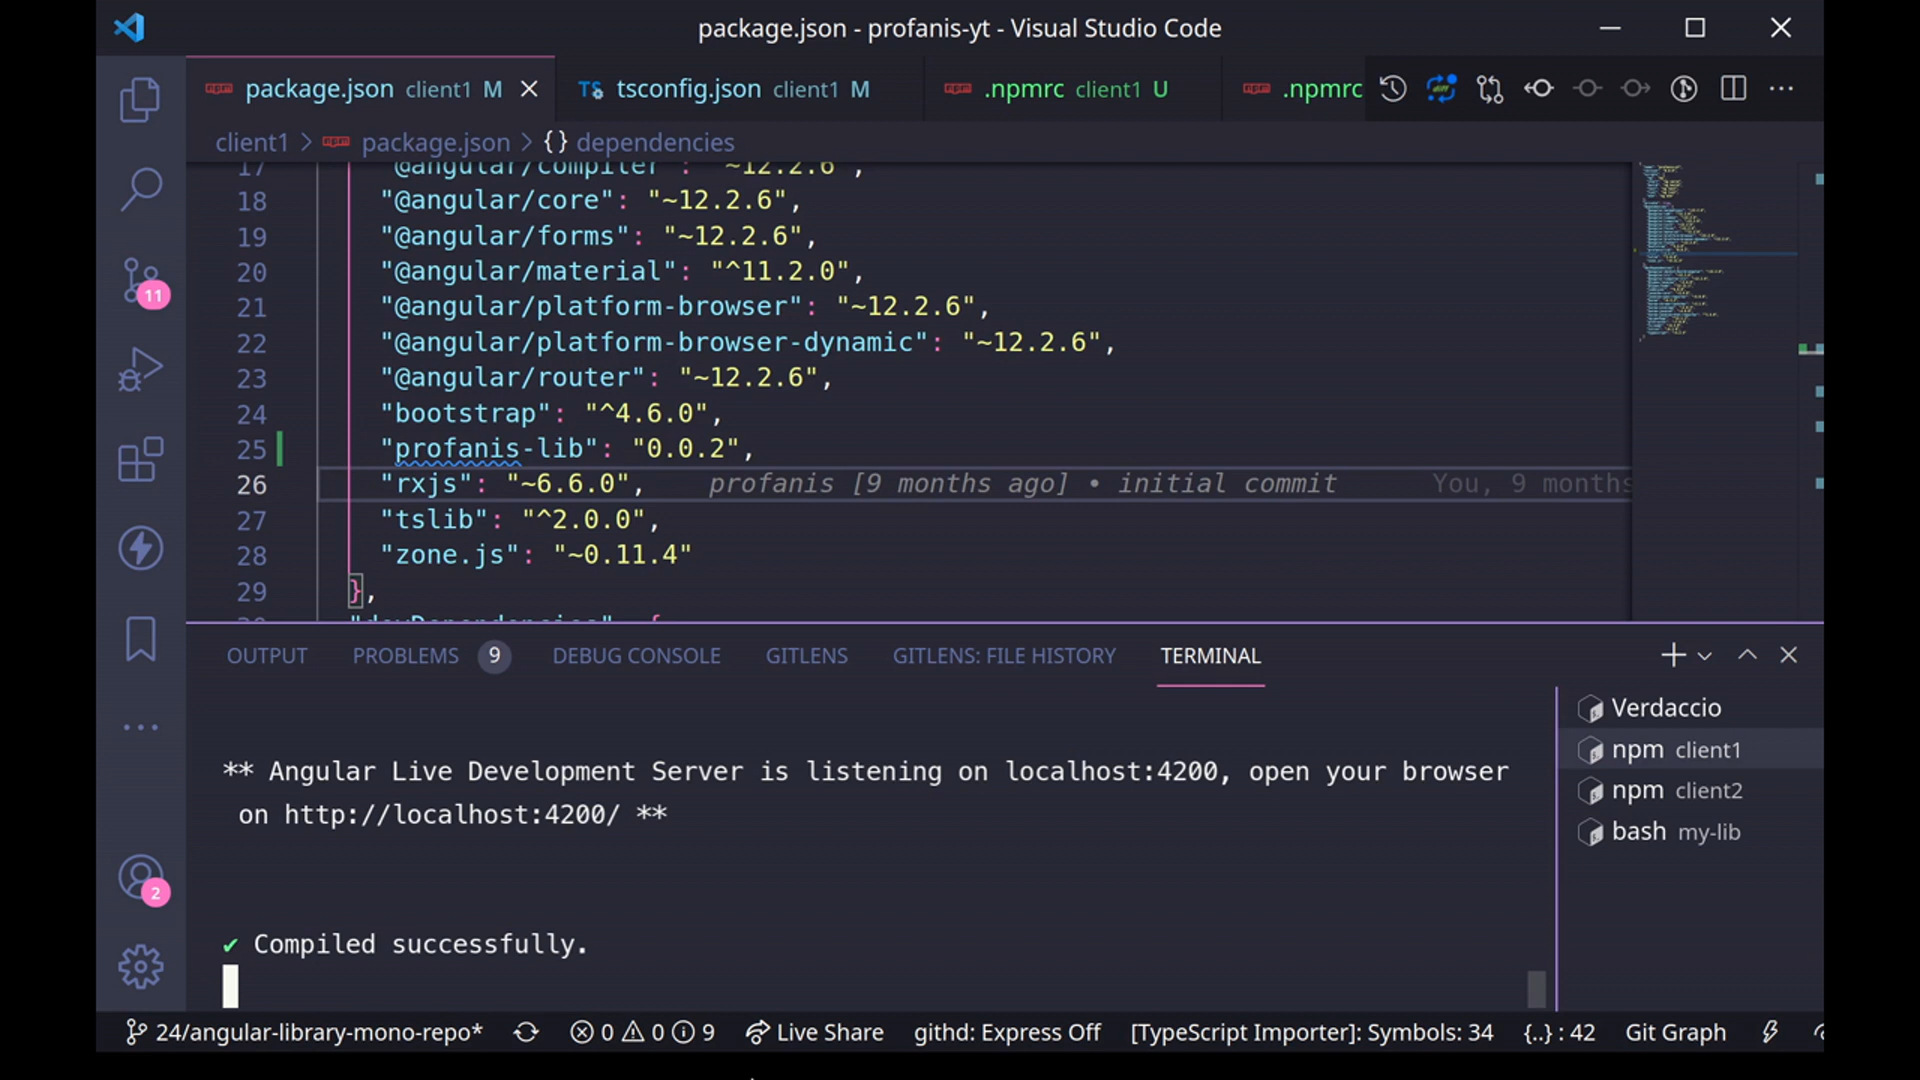 package.json - profanis-yt - Visual Studio Code
package.json client1 M
TS tsconfig.json client1 M
.npmrc client1 U
.npmrc
client1 > package.json > {} dependencies
17 "@angular/compiler": "~12.2.6",
18 "@angular/core": "~12.2.6",
19 "@angular/forms": "~12.2.6",
20 "@angular/material": "^11.2.0",
21 "@angular/platform-browser": "~12.2.6",
22 "@angular/platform-browser-dynamic": "~12.2.6",
23 "@angular/router": "~12.2.6",
24 "bootstrap": "^4.6.0",
25 "profanis-lib": "0.0.2",
26 "rxjs": "~6.6.0", profanis [9 months ago] • initial commit You, 9 months
27 "tslib": "^2.0.0",
28 "zone.js": "~0.11.4"
29 },
11
2
OUTPUT PROBLEMS 9 DEBUG CONSOLE GITLENS GITLENS: FILE HISTORY TERMINAL
** Angular Live Development Server is listening on localhost:4200, open your browser
on http://localhost:4200/ **
✔ Compiled successfully.
Verdaccio
npm client1
npm client2
bash my-lib
24/angular-library-mono-repo* 0 0 9 Live Share githd: Express Off [TypeScript Importer]: Symbols: 34 {..} : 42 Git Graph